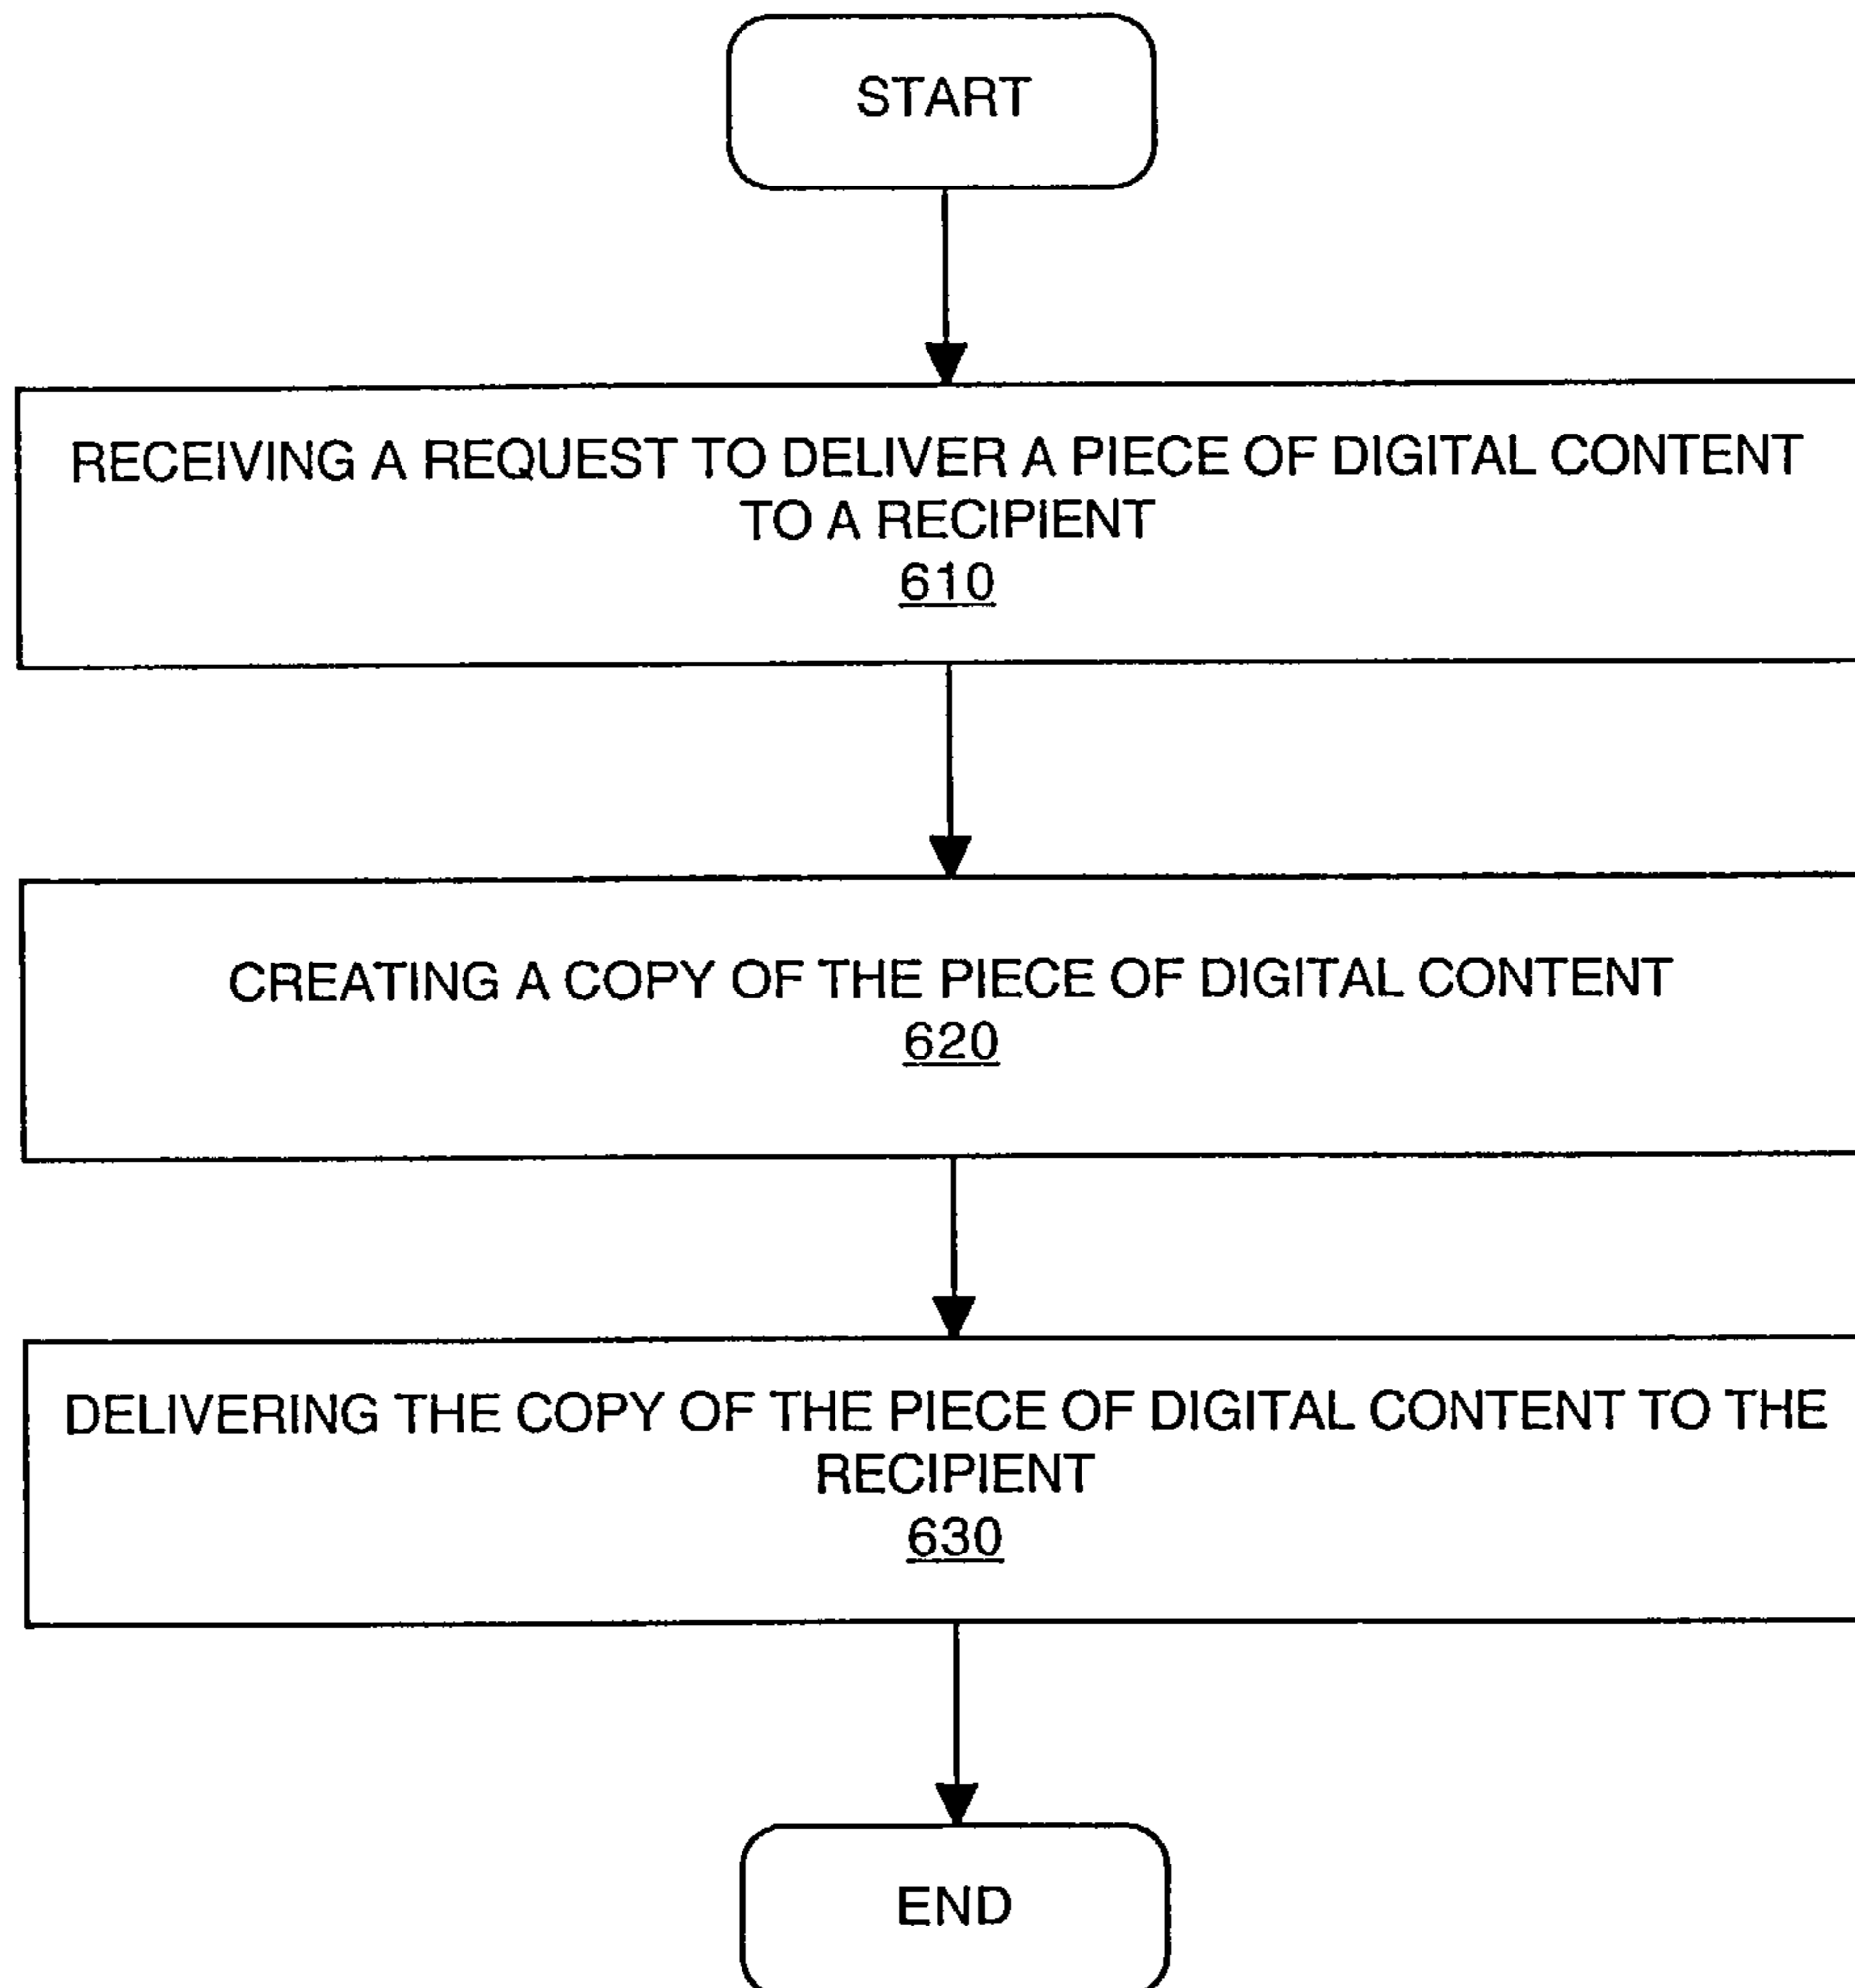 START
RECEIVING A REQUEST TO DELIVER A PIECE OF DIGITAL CONTENT
TO A RECIPIENT
610
CREATING A COPY OF THE PIECE OF DIGITAL CONTENT
620
DELIVERING THE COPY OF THE PIECE OF DIGITAL CONTENT TO THE
RECIPIENT
630
END